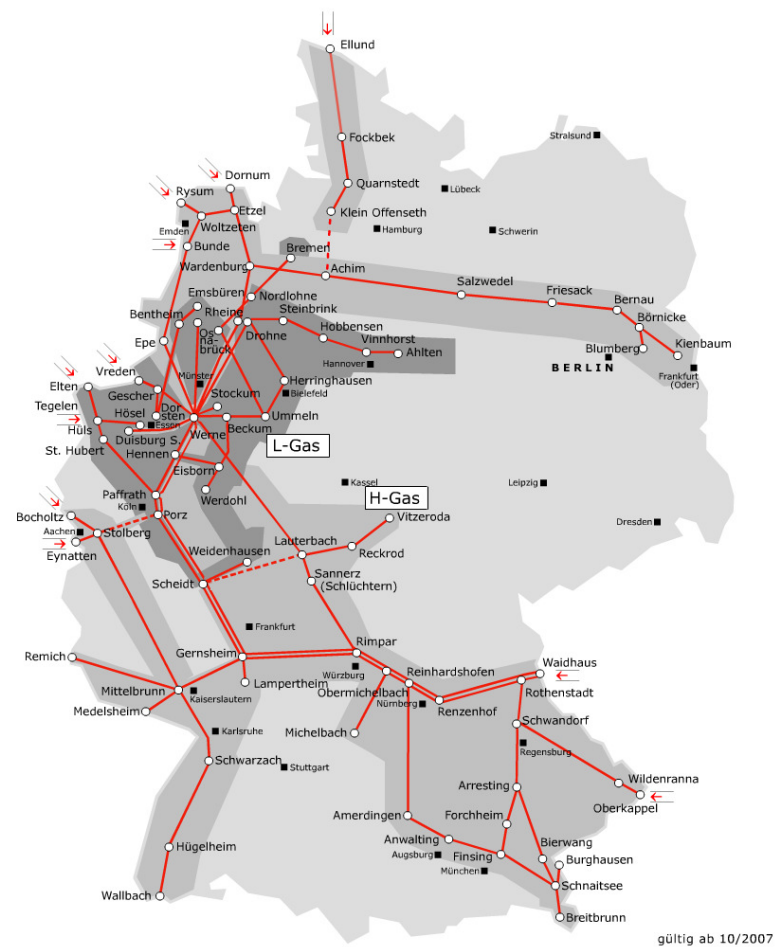 Ellund
Fockbek
Stralsund
Dornum
Rysum
Quarnstedt
Lübeck
Etzel
Klein Offenseth
Emden
Woltzeten
Hamburg
Schwerin
Bunde
Bremen
Wardenburg
Achim
Salzwedel
Emsbüren
Nordlohne
Friesack
Bernau
Bentheim
Rheine
Steinbrink
Börnicke
Os-
na-
brück
Hobbensen
Vinnhorst
Epe
Drohne
Ahlten
Blumberg
Kienbaum
BERLIN
Hannover
Frankfurt
(Oder)
Vreden
Elten
Münster
Herringhausen
Gescher
Stockum
Bielefeld
Tegelen
Hösel
Dor
sten
Ummeln
Hüls
Essen
Beckum
Duisburg S.
Werne
L-Gas
St. Hubert
Hennen
Eisborn
Kassel
Leipzig
Paffrath
Werdohl
H-Gas
Köln
Bocholtz
Porz
Vitzeroda
Dresden
Aachen
Stolberg
Eynatten
Weidenhausen
Lauterbach
Reckrod
Scheidt
Sannerz
(Schlüchtern)
Frankfurt
Remich
Gernsheim
Rimpar
Waidhaus
Würzburg
Reinhardshofen
Lampertheim
Obermichelbach
Rothenstadt
Mittelbrunn
Kaiserslautern
Nürnberg
Renzenhof
Medelsheim
Schwandorf
Karlsruhe
Michelbach
Regensburg
Schwarzach
Stuttgart
Wildenranna
Arresting
Oberkappel
Amerdingen
Forchheim
Anwalting
Bierwang
Hügelheim
Augsburg
Finsing
Burghausen
München
Schnaitsee
Wallbach
Breitbrunn
gültig ab 10/2007